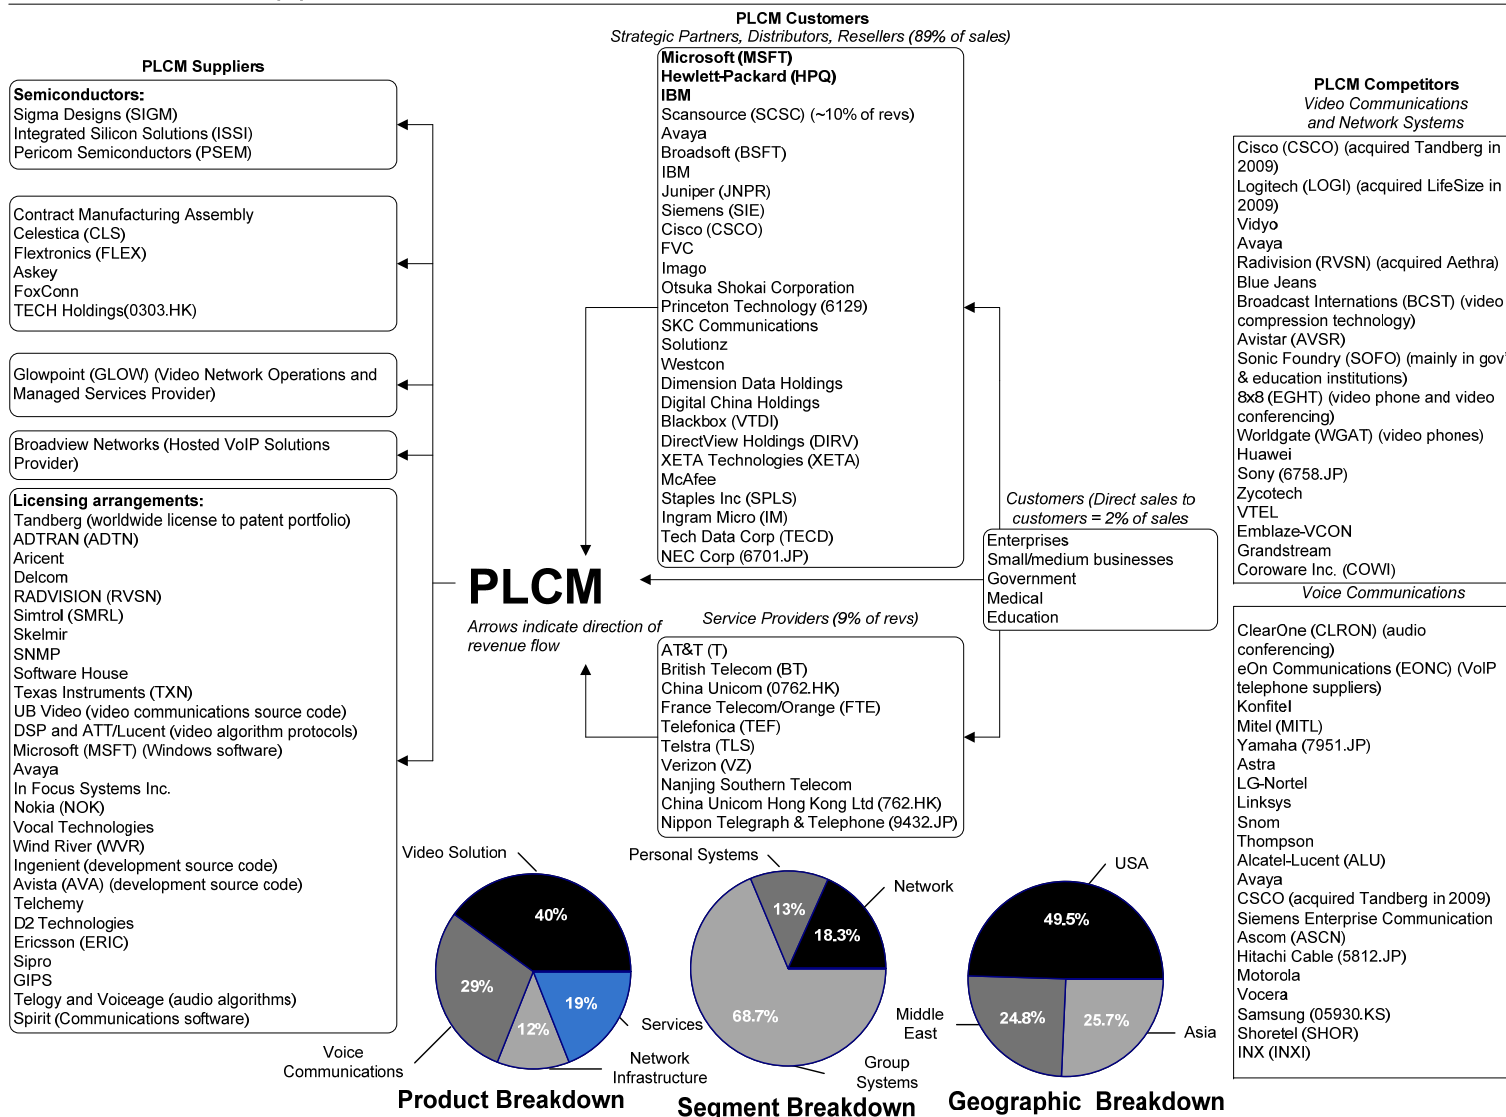 PLCM Suppliers
Semiconductors:
Sigma Designs (SIGM)
Integrated Silicon Solutions (ISSI)
Pericom Semiconductors (PSEM)
Contract Manufacturing Assembly
Celestica (CLS)
Flextronics (FLEX)
Askey
FoxConn
TECH Holdings(0303.HK)
Glowpoint (GLOW) (Video Network Operations and
Managed Services Provider)
Broadview Networks (Hosted VoIP Solutions
Provider)
Licensing arrangements:
Tandberg (worldwide license to patent portfolio)
ADTRAN (ADTN)
Aricent
Delcom
RADVISION (RVSN)
Simtrol (SMRL)
Skelmir
SNMP
Software House
Texas Instruments (TXN)
UB Video (video communications source code)
DSP and ATT/Lucent (video algorithm protocols)
Microsoft (MSFT) (Windows software)
Avaya
In Focus Systems Inc.
Nokia (NOK)
Vocal Technologies
Wind River (WVR)
Ingenient (development source code)
Avista (AVA) (development source code)
Telchemy
D2 Technologies
Ericsson (ERIC)
Sipro
GIPS
Telogy and Voiceage (audio algorithms)
Spirit (Communications software)
PLCM Customers
Strategic Partners, Distributors, Resellers (89% of sales)
Microsoft (MSFT)
Hewlett-Packard (HPQ)
IBM
Scansource (SCSC) (~10% of revs)
Avaya
Broadsoft (BSFT)
IBM
Juniper (JNPR)
Siemens (SIE)
Cisco (CSCO)
FVC
Imago
Otsuka Shokai Corporation
Princeton Technology (6129)
SKC Communications
Solutionz
Westcon
Dimension Data Holdings
Digital China Holdings
Blackbox (VTDI)
DirectView Holdings (DIRV)
XETA Technologies (XETA)
McAfee
Staples Inc (SPLS)
Ingram Micro (IM)
Tech Data Corp (TECD)
NEC Corp (6701.JP)
PLCM
Arrows indicate direction of
revenue flow
Service Providers (9% of revs)
AT&T (T)
British Telecom (BT)
China Unicom (0762.HK)
France Telecom/Orange (FTE)
Telefonica (TEF)
Telstra (TLS)
Verizon (VZ)
Nanjing Southern Telecom
China Unicom Hong Kong Ltd (762.HK)
Nippon Telegraph & Telephone (9432.JP)
Customers (Direct sales to
customers = 2% of sales
Enterprises
Small/medium businesses
Government
Medical
Education
PLCM Competitors
Video Communications
and Network Systems
Cisco (CSCO) (acquired Tandberg in
2009)
Logitech (LOGI) (acquired LifeSize in
2009)
Vidyo
Avaya
Radivision (RVSN) (acquired Aethra)
Blue Jeans
Broadcast Internations (BCST) (video
compression technology)
Avistar (AVSR)
Sonic Foundry (SOFO) (mainly in gov'
& education institutions)
8x8 (EGHT) (video phone and video
conferencing)
Worldgate (WGAT) (video phones)
Huawei
Sony (6758.JP)
Zycotech
VTEL
Emblaze-VCON
Grandstream
Coroware Inc. (COWI)
Voice Communications
ClearOne (CLRON) (audio
conferencing)
eOn Communications (EONC) (VoIP
telephone suppliers)
Konfitel
Mitel (MITL)
Yamaha (7951.JP)
Astra
LG-Nortel
Linksys
Snom
Thompson
Alcatel-Lucent (ALU)
Avaya
CSCO (acquired Tandberg in 2009)
Siemens Enterprise Communication
Ascom (ASCN)
Hitachi Cable (5812.JP)
Motorola
Vocera
Samsung (05930.KS)
Shoretel (SHOR)
INX (INXI)
Video Solution
40%
29%
12%
19%
Services
Voice
Communications
Network
Infrastructure
Product Breakdown
Personal Systems
13%
Network
18.3%
68.7%
Group
Systems
Segment Breakdown
USA
49.5%
24.8%
25.7%
Middle
East
Asia
Geographic Breakdown